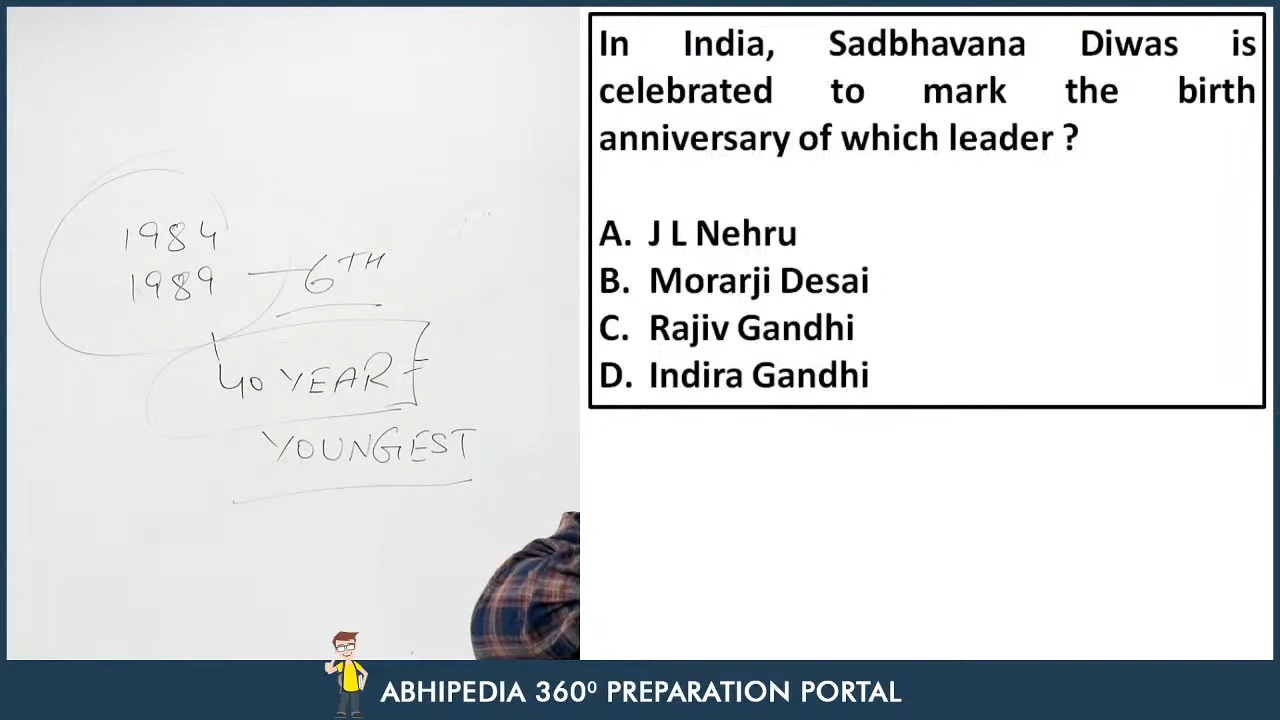 1984
1989 — 6TH
40 YEAR
YOUNGEST
In India, Sadbhavana Diwas is
celebrated to mark the birth
anniversary of which leader ?
A. J L Nehru
B. Morarji Desai
C. Rajiv Gandhi
D. Indira Gandhi
ABHIPEDIA 360⁰ PREPARATION PORTAL